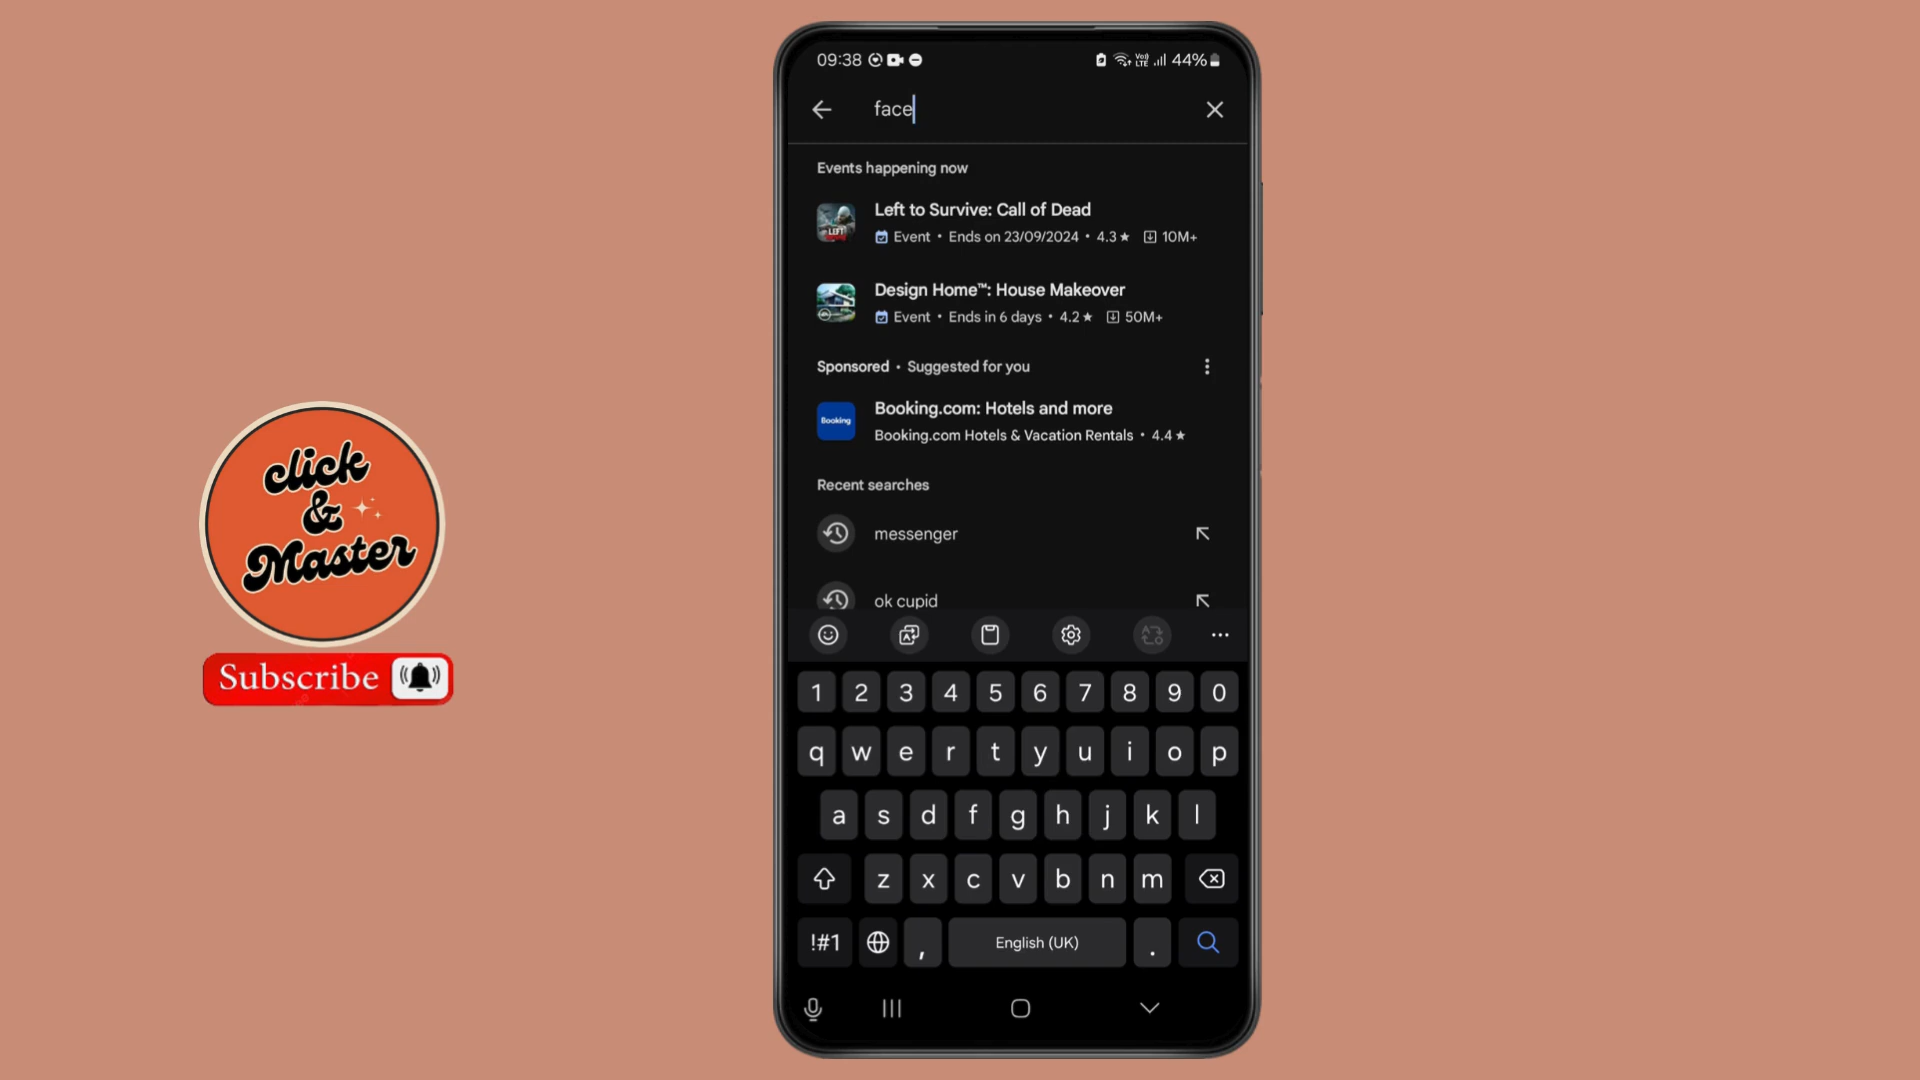 09:38
Vo)) LTE 44%
face
Events happening now
Left to Survive: Call of Dead
Event • Ends on 23/09/2024 • 4.3★ 10M+
Design Home™: House Makeover
Event • Ends in 6 days • 4.2★ 50M+
Sponsored • Suggested for you
Booking
Booking.com: Hotels and more
Booking.com Hotels & Vacation Rentals • 4.4★
Recent searches
messenger
ok cupid
1 2 3 4 5 6 7 8 9 0
q w e r t y u i o p
a s d f g h j k l
z x c v b n m
!#1 , English (UK) .
click
&
Master
Subscribe